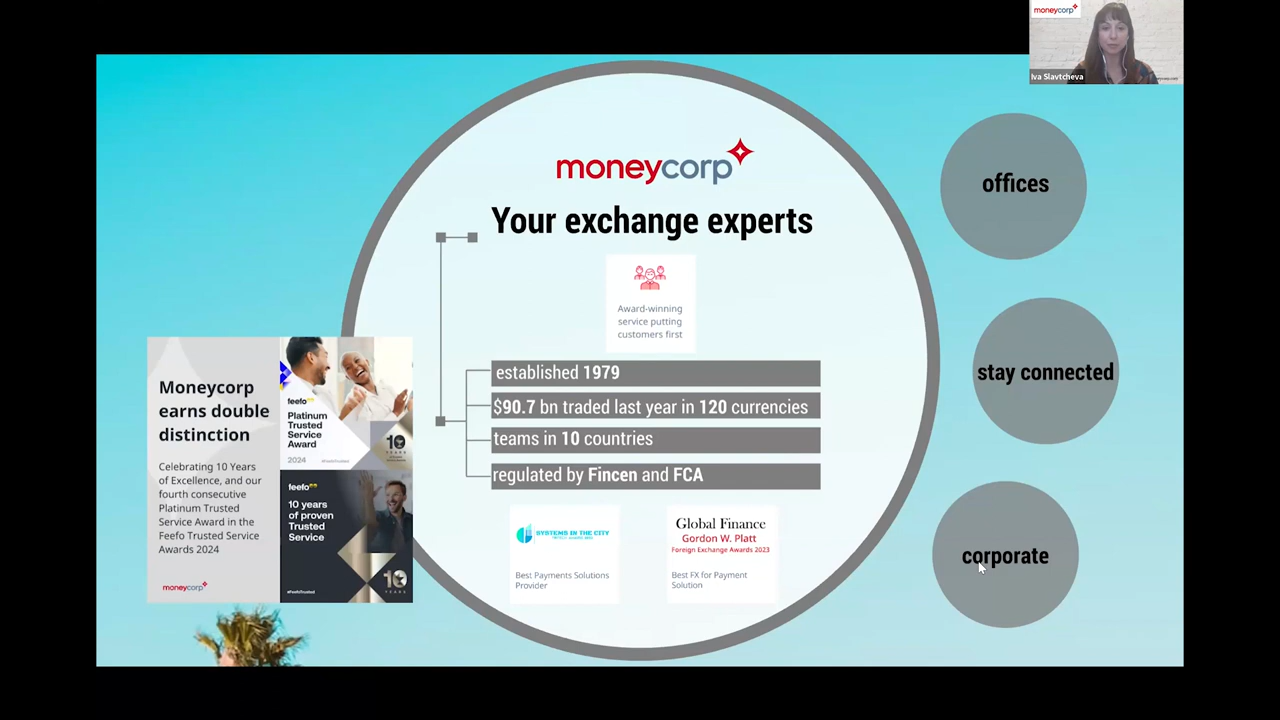 moneycorp
Iva Slavtcheva
moneycorp
Your exchange experts
Award-winning
service putting
customers first
established 1979
$90.7 bn traded last year in 120 currencies
teams in 10 countries
regulated by Fincen and FCA
SYSTEMS IN THE CITY
Best Payments Solutions
Provider
Global Finance
Gordon W. Platt
Foreign Exchange Awards 2023
Best FX for Payment
Solution
Moneycorp
earns double
distinction
Celebrating 10 Years
of Excellence, and our
fourth consecutive
Platinum Trusted
Service Award in the
Feefo Trusted Service
Awards 2024
moneycorp
feefo
Platinum
Trusted
Service
Award
2024
#FeefoTrusted
10
YEARS
feefo
10 years
of proven
Trusted
Service
#FeefoTrusted
10
YEARS
offices
stay connected
corporate